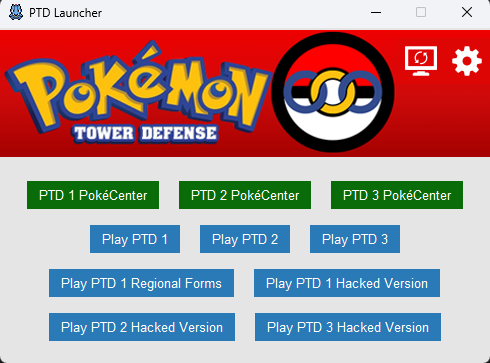 PTD Launcher
POKéMON
TOWER DEFENSE
PTD 1 PokéCenter PTD 2 PokéCenter PTD 3 PokéCenter
Play PTD 1 Play PTD 2 Play PTD 3
Play PTD 1 Regional Forms Play PTD 1 Hacked Version
Play PTD 2 Hacked Version Play PTD 3 Hacked Version